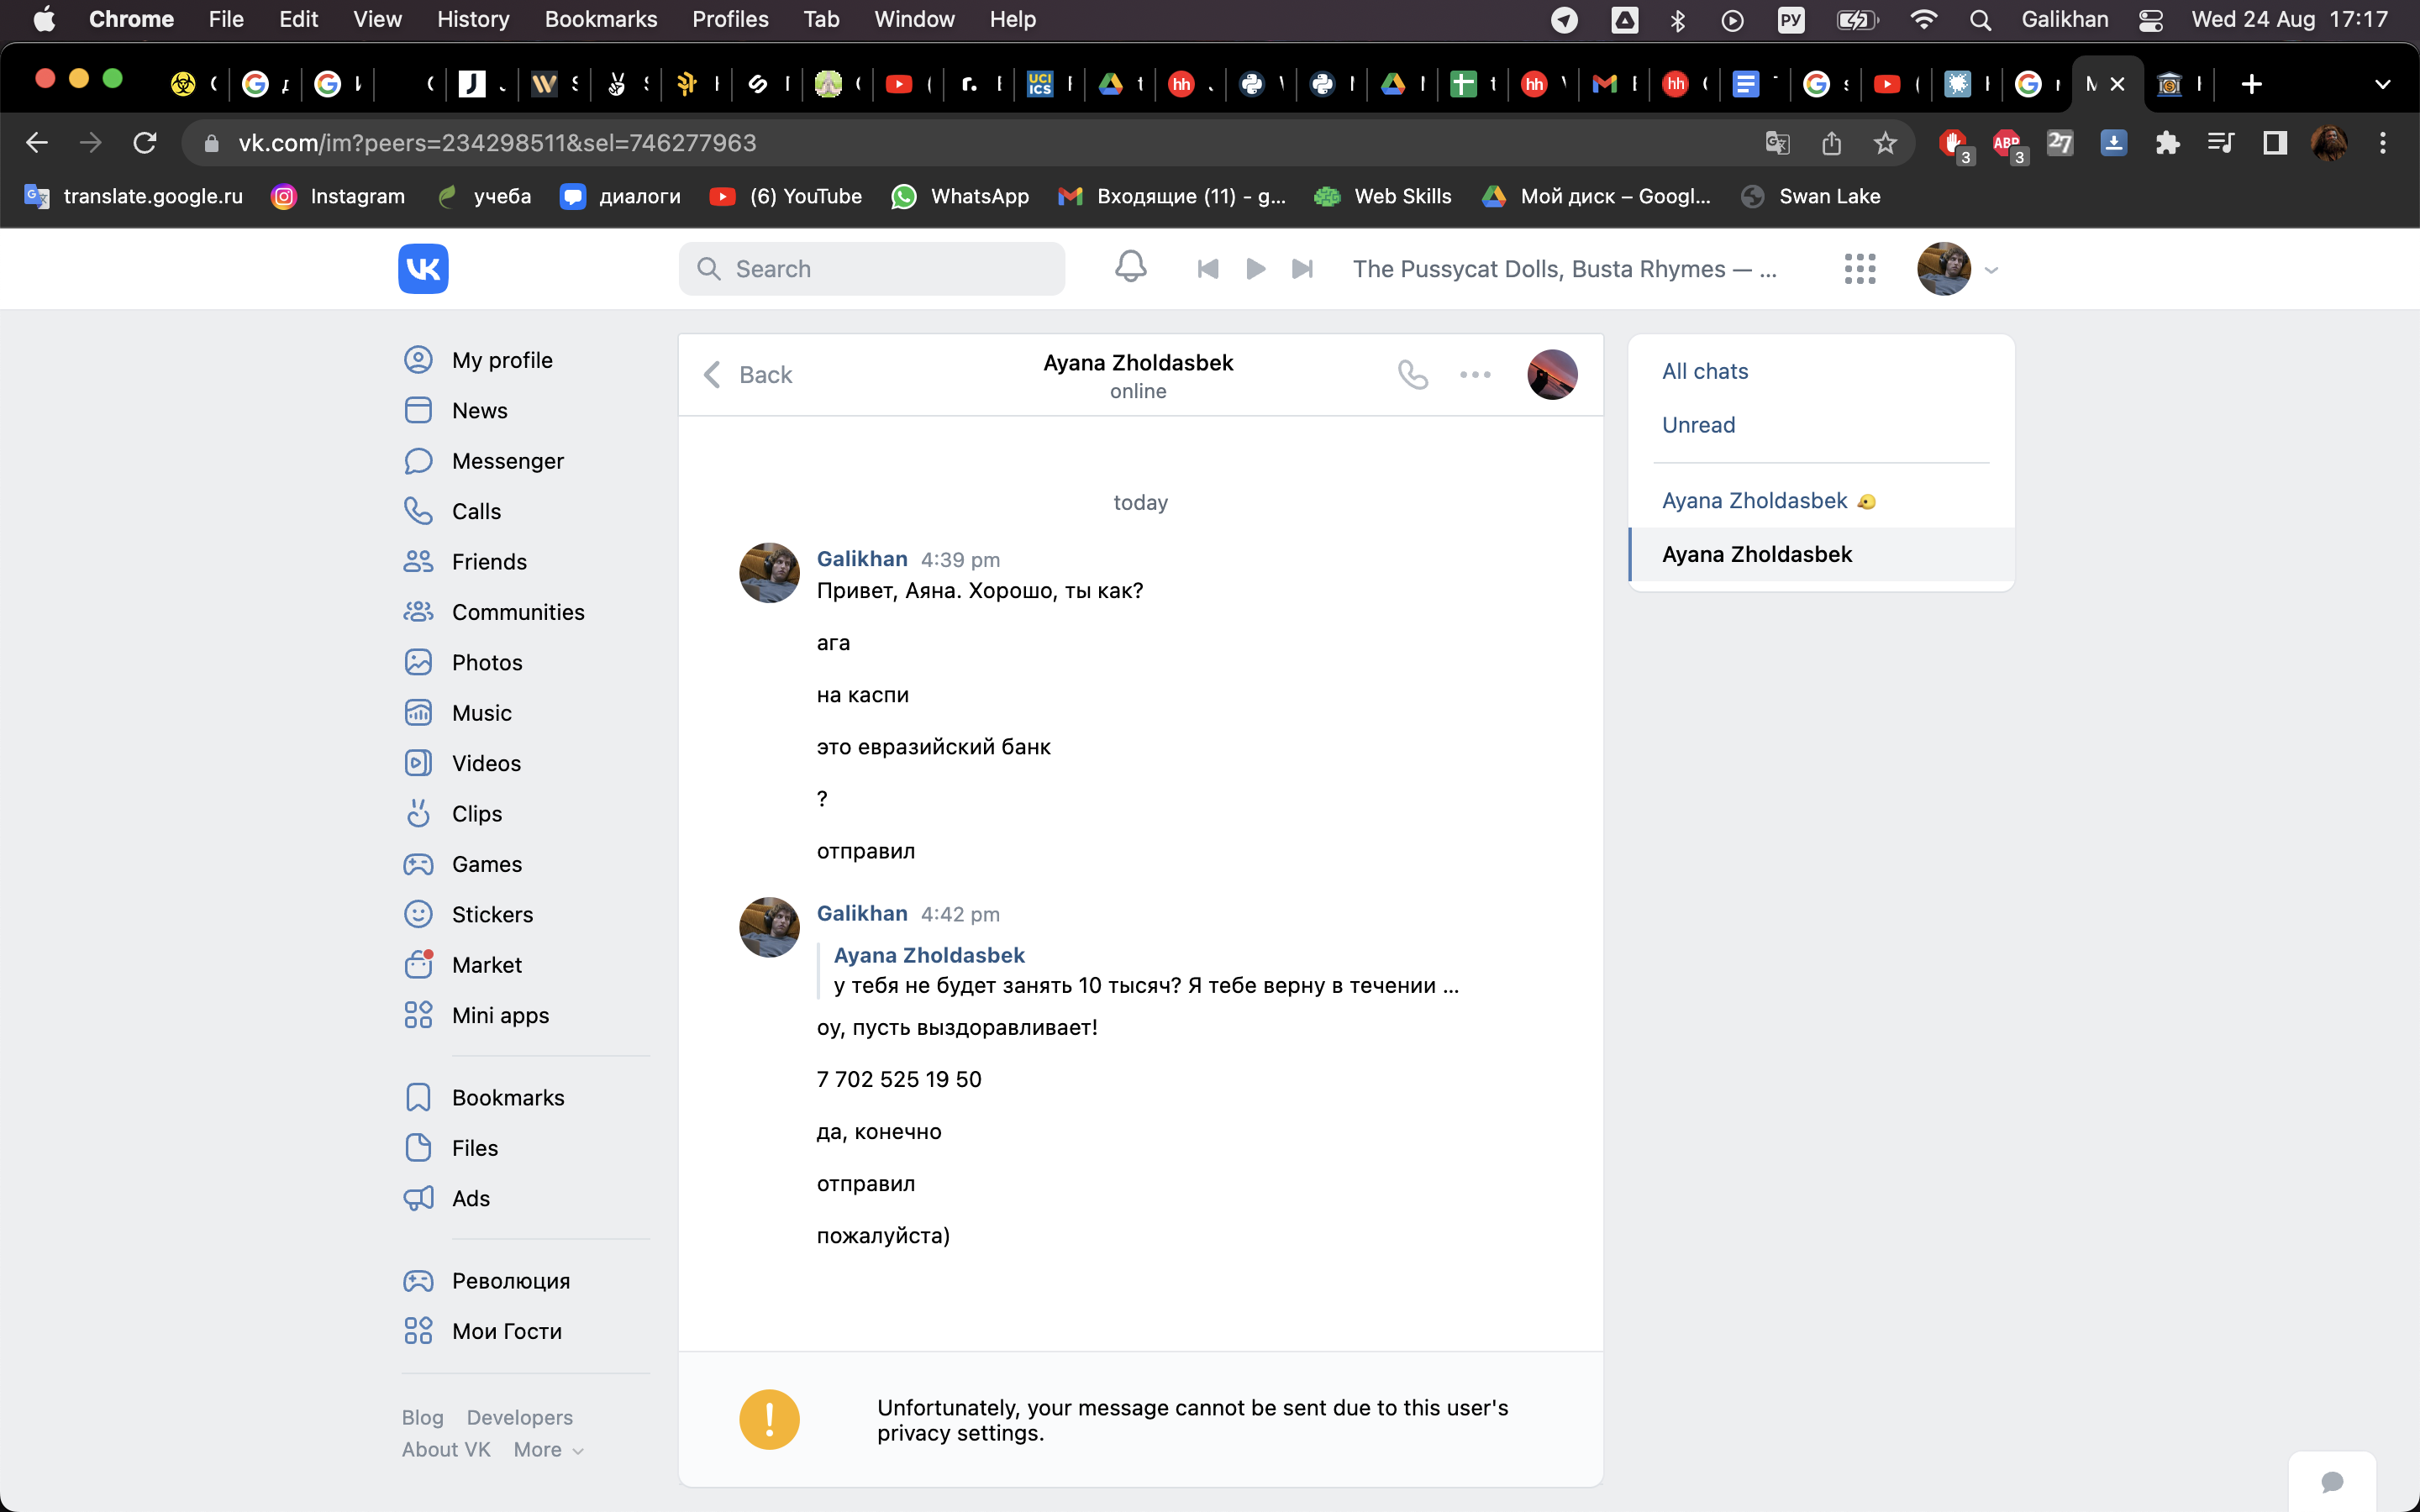 Chrome File Edit View History Bookmarks Profiles Tab Window Help РУ Galikhan Wed 24 Aug 17:17
vk.com/im?peers=234298511&sel=746277963
translate.google.ru Instagram учеба диалоги (6) YouTube WhatsApp Входящие (11) - g... Web Skills Мой диск – Googl... Swan Lake
Search
The Pussycat Dolls, Busta Rhymes — ...
My profile
News
Messenger
Calls
Friends
Communities
Photos
Music
Videos
Clips
Games
Stickers
Market
Mini apps
Bookmarks
Files
Ads
Революция
Мои Гости
Blog Developers
About VK More
Back
Ayana Zholdasbek
online
today
Galikhan 4:39 pm
Привет, Аяна. Хорошо, ты как?
ага
на каспи
это евразийский банк
?
отправил
Galikhan 4:42 pm
Ayana Zholdasbek
у тебя не будет занять 10 тысяч? Я тебе верну в течении ...
оу, пусть выздоравливает!
7 702 525 19 50
да, конечно
отправил
пожалуйста)
Unfortunately, your message cannot be sent due to this user's
privacy settings.
All chats
Unread
Ayana Zholdasbek
Ayana Zholdasbek